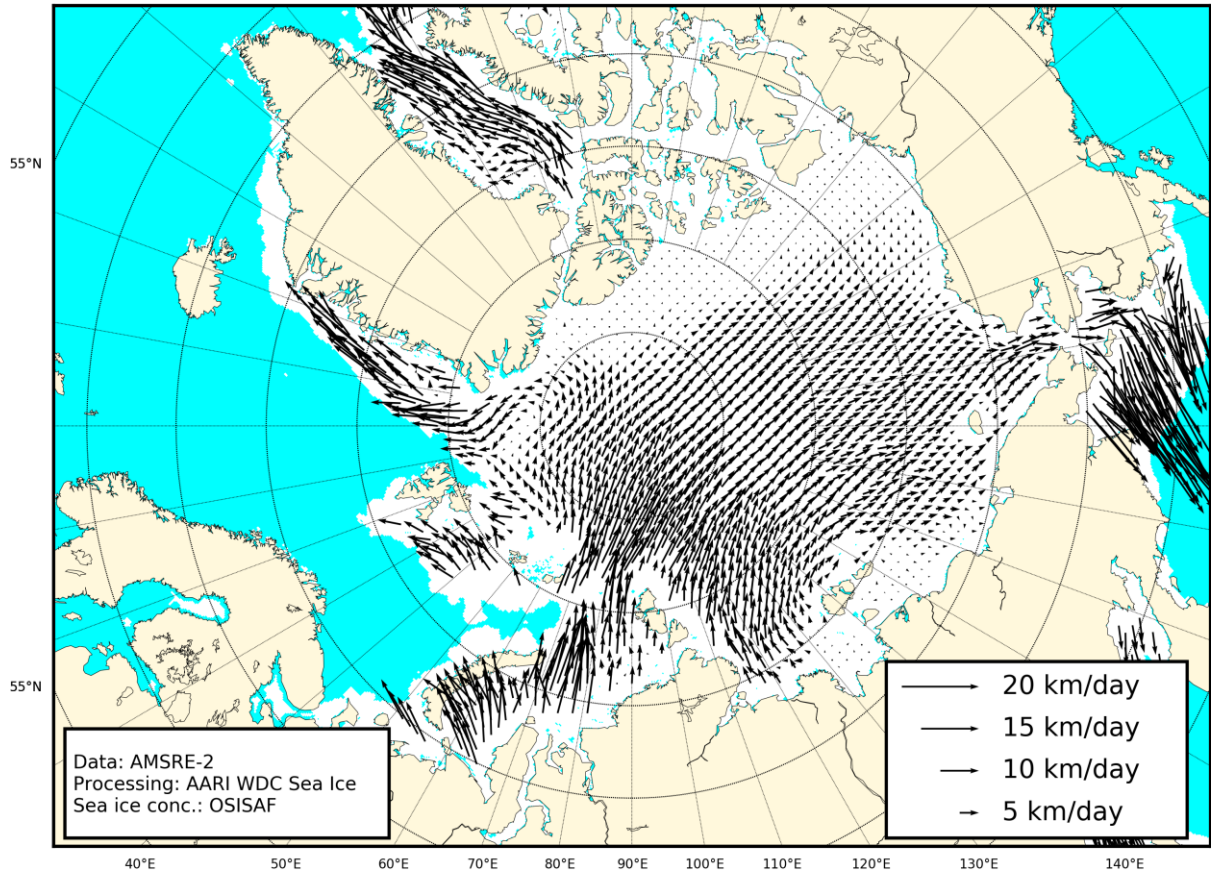 55°N
55°N
Data: AMSRE-2
Processing: AARI WDC Sea Ice
Sea ice conc.: OSISAF
20 km/day
15 km/day
10 km/day
5 km/day
40°E 50°E 60°E 70°E 80°E 90°E 100°E 110°E 120°E 130°E 140°E